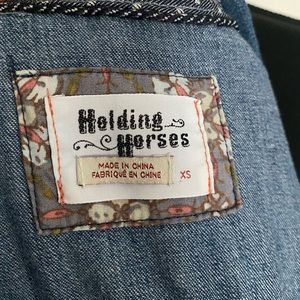 Holding
Horses
MADE IN CHINA
FABRIQUÉ EN CHINE
XS